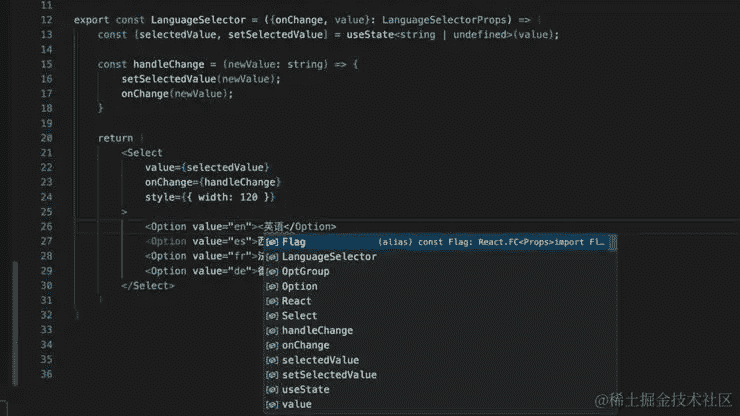 11
12 export const LanguageSelector = ({onChange, value}: LanguageSelectorProps) => {
13 const [selectedValue, setSelectedValue] = useState<string | undefined>(value);
14
15 const handleChange = (newValue: string) => {
16 setSelectedValue(newValue);
17 onChange(newValue);
18 }
19
20 return (
21 <Select
22 value={selectedValue}
23 onChange={handleChange}
24 style={{ width: 120 }}
25 >
26 <Option value="en"><英语</Option>
27 <Option value="es">
Flag (alias) const Flag: React.FC<Props>import Fl…
28 <Option value="fr">
LanguageSelector
29 <Option value="de">
OptGroup
30 </Select>
Option
31 )
React
32 }
Select
33
handleChange
34
onChange
35
selectedValue
36
setSelectedValue
useState
value
@稀土掘金技术社区